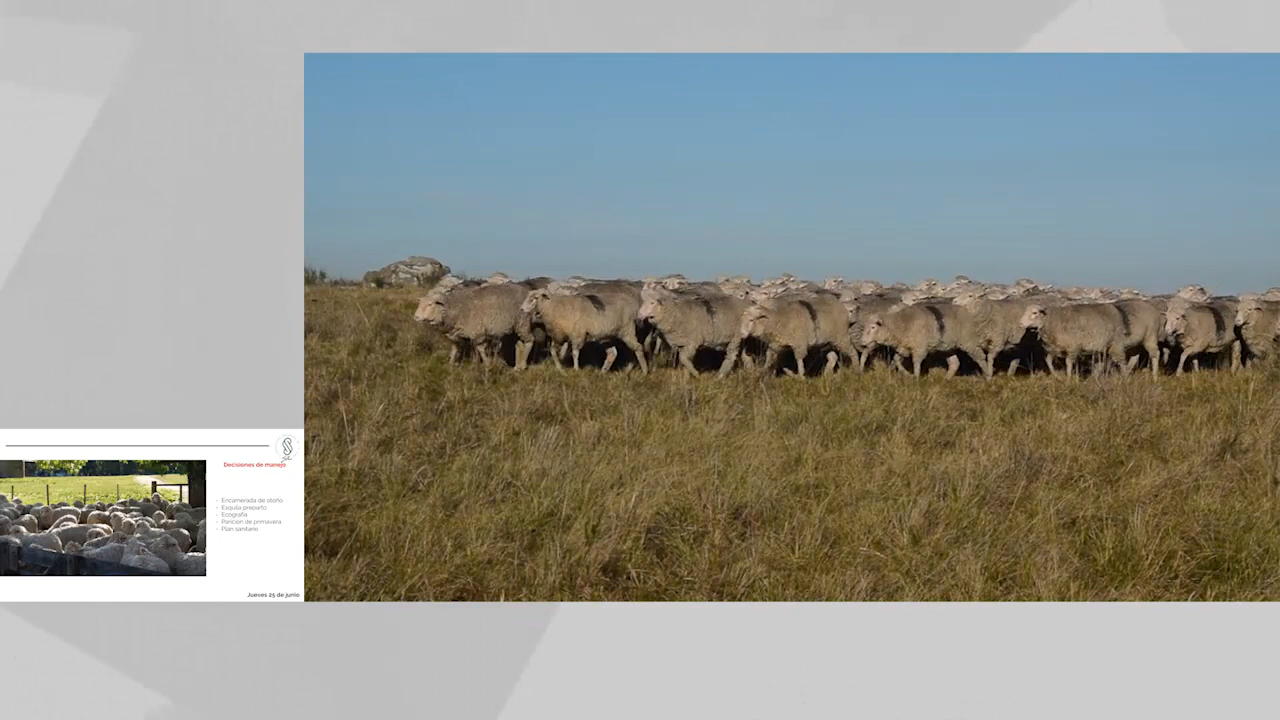 Decisiones de manejo
- Encarnerada de otoño
- Esquila preparto
- Ecografía
- Parición de primavera
- Plan sanitario
Jueves 25 de junio